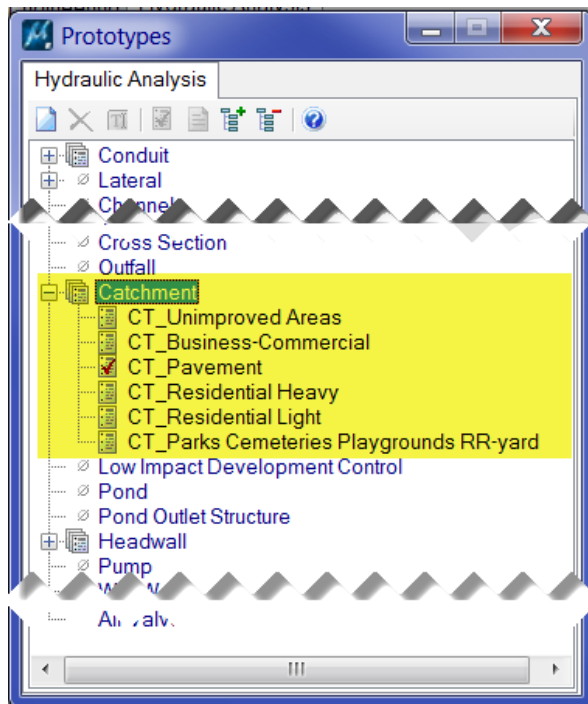 Prototypes
Hydraulic Analysis
Conduit
Lateral
Cross Section
Outfall
Catchment
CT_Unimproved Areas
CT_Business-Commercial
CT_Pavement
CT_Residential Heavy
CT_Residential Light
CT_Parks Cemeteries Playgrounds RR-yard
Low Impact Development Control
Pond
Pond Outlet Structure
Headwall
Pump